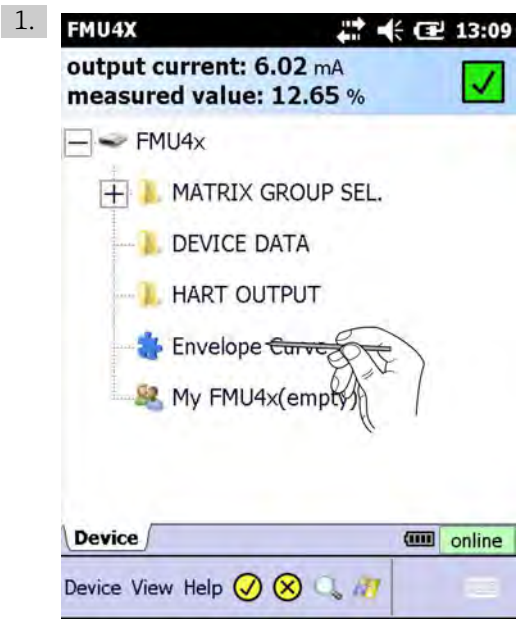 1.
FMU4X 13:09
output current: 6.02 mA
measured value: 12.65 %
FMU4x
MATRIX GROUP SEL.
DEVICE DATA
HART OUTPUT
Envelope Curve
My FMU4x(empty)
Device online
Device View Help